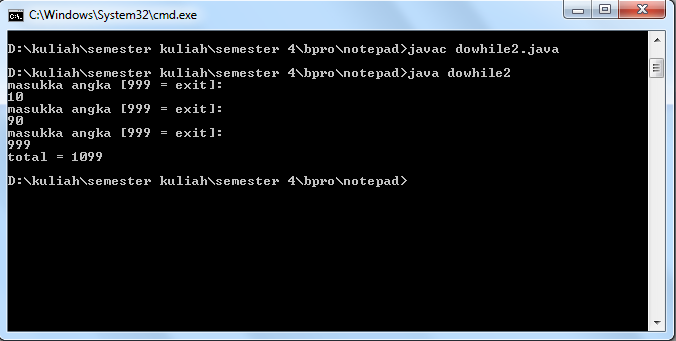 C:\Windows\System32\cmd.exe
D:\kuliah\semester kuliah\semester 4\bpro\notepad>javac dowhile2.java
D:\kuliah\semester kuliah\semester 4\bpro\notepad>java dowhile2
masukka angka [999 = exit]:
10
masukka angka [999 = exit]:
90
masukka angka [999 = exit]:
999
total = 1099
D:\kuliah\semester kuliah\semester 4\bpro\notepad>